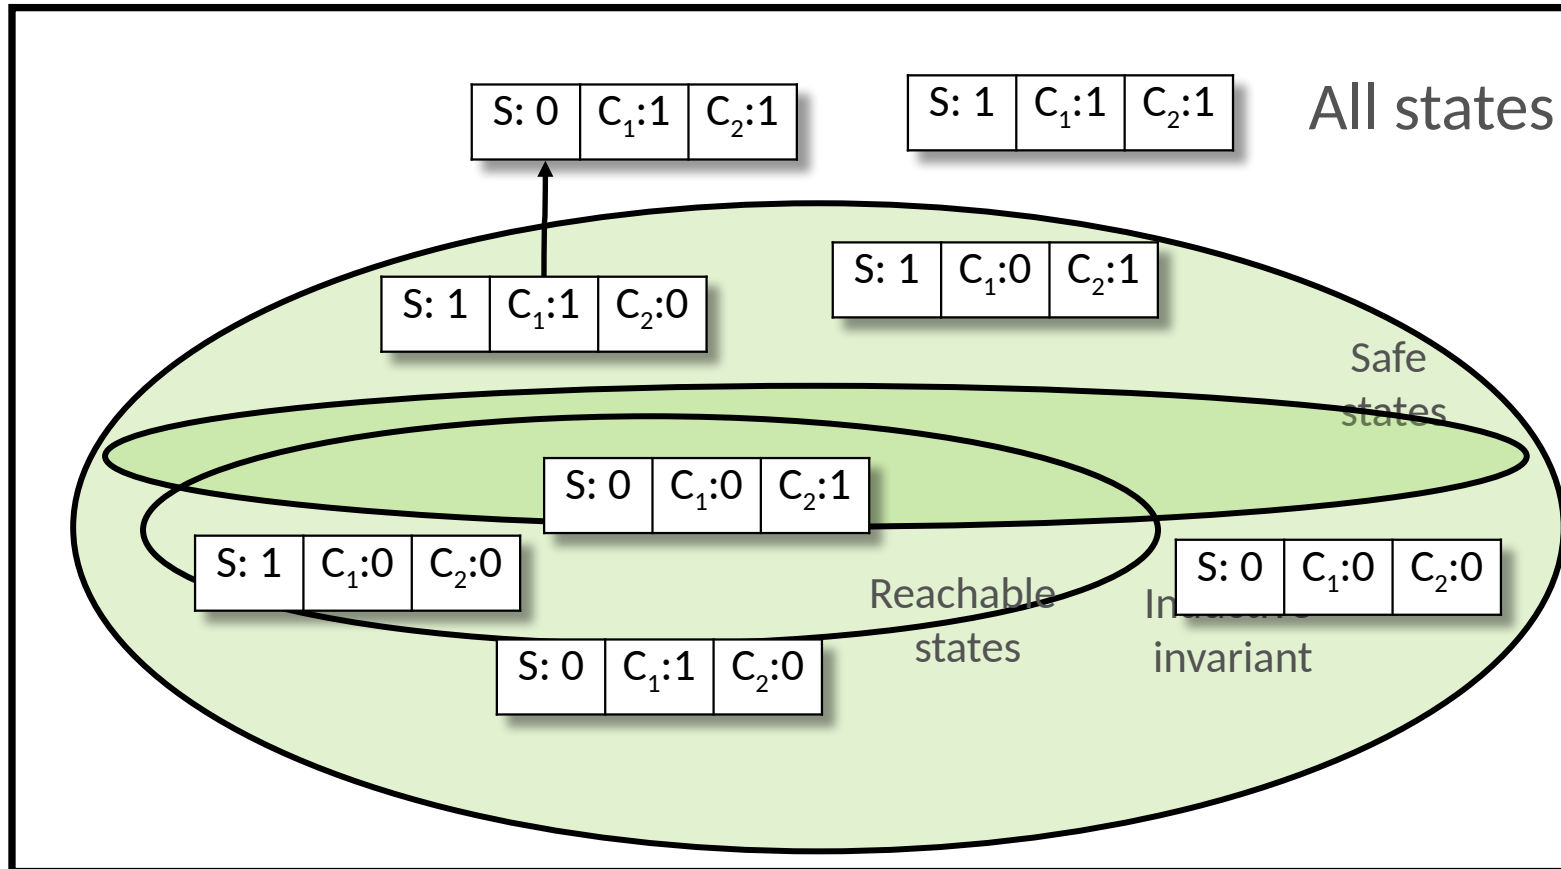 S: 0 C₁:1 C₂:1
S: 1 C₁:1 C₂:1
All states
S: 1 C₁:1 C₂:0
S: 1 C₁:0 C₂:1
Safe
states
S: 0 C₁:0 C₂:1
S: 1 C₁:0 C₂:0
S: 0 C₁:0 C₂:0
Reachable
states
invariant
S: 0 C₁:1 C₂:0